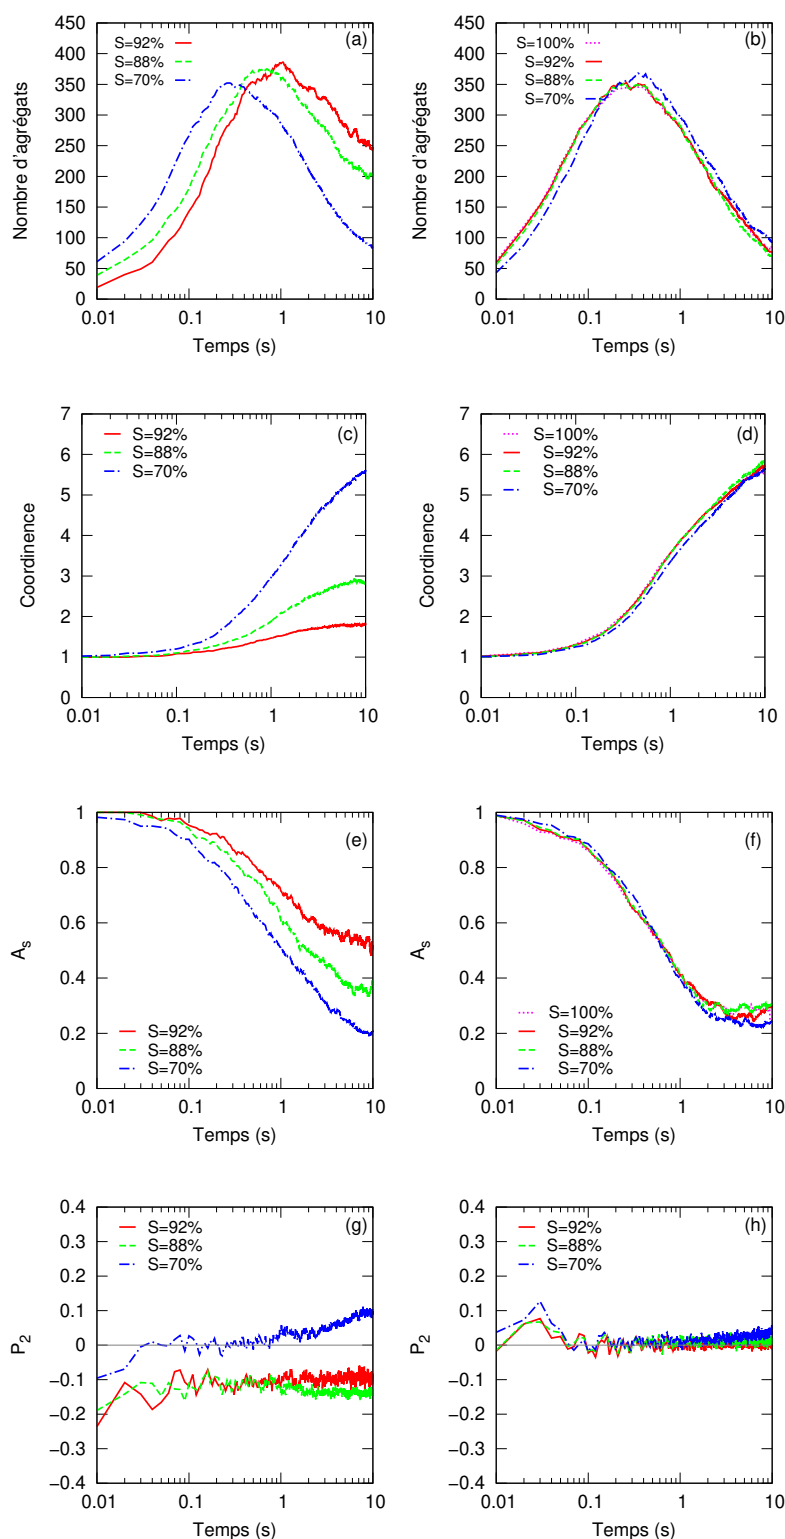 (a)
S=92%
S=88%
S=70%
450
400
350
300
250
200
150
100
50
0
0.01 0.1 1 10
Nombre d'agrégats
Temps (s)
(b)
S=100%
S=92%
S=88%
S=70%
450
400
350
300
250
200
150
100
50
0
0.01 0.1 1 10
Nombre d'agrégats
Temps (s)
(c)
S=92%
S=88%
S=70%
7
6
5
4
3
2
1
0
0.01 0.1 1 10
Coordinence
Temps (s)
(d)
S=100%
S=92%
S=88%
S=70%
7
6
5
4
3
2
1
0
0.01 0.1 1 10
Coordinence
Temps (s)
(e)
1
0.8
0.6
0.4
0.2
0
S=92%
S=88%
S=70%
0.01 0.1 1 10
As
Temps (s)
(f)
1
0.8
0.6
0.4
0.2
0
S=100%
S=92%
S=88%
S=70%
0.01 0.1 1 10
As
Temps (s)
(g)
S=92%
S=88%
S=70%
0.4
0.3
0.2
0.1
0
−0.1
−0.2
−0.3
−0.4
0.01 0.1 1 10
P2
Temps (s)
(h)
S=92%
S=88%
S=70%
0.4
0.3
0.2
0.1
0
−0.1
−0.2
−0.3
−0.4
0.01 0.1 1 10
P2
Temps (s)